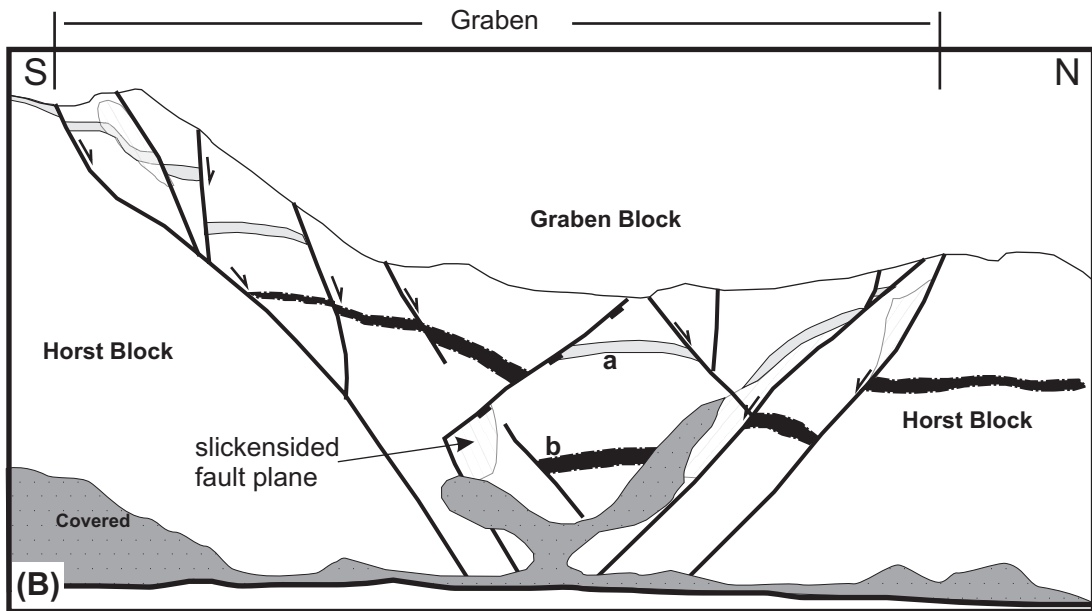 Graben
S
N
Graben Block
Horst Block
a
Horst Block
slickensided
fault plane
b
Covered
(B)